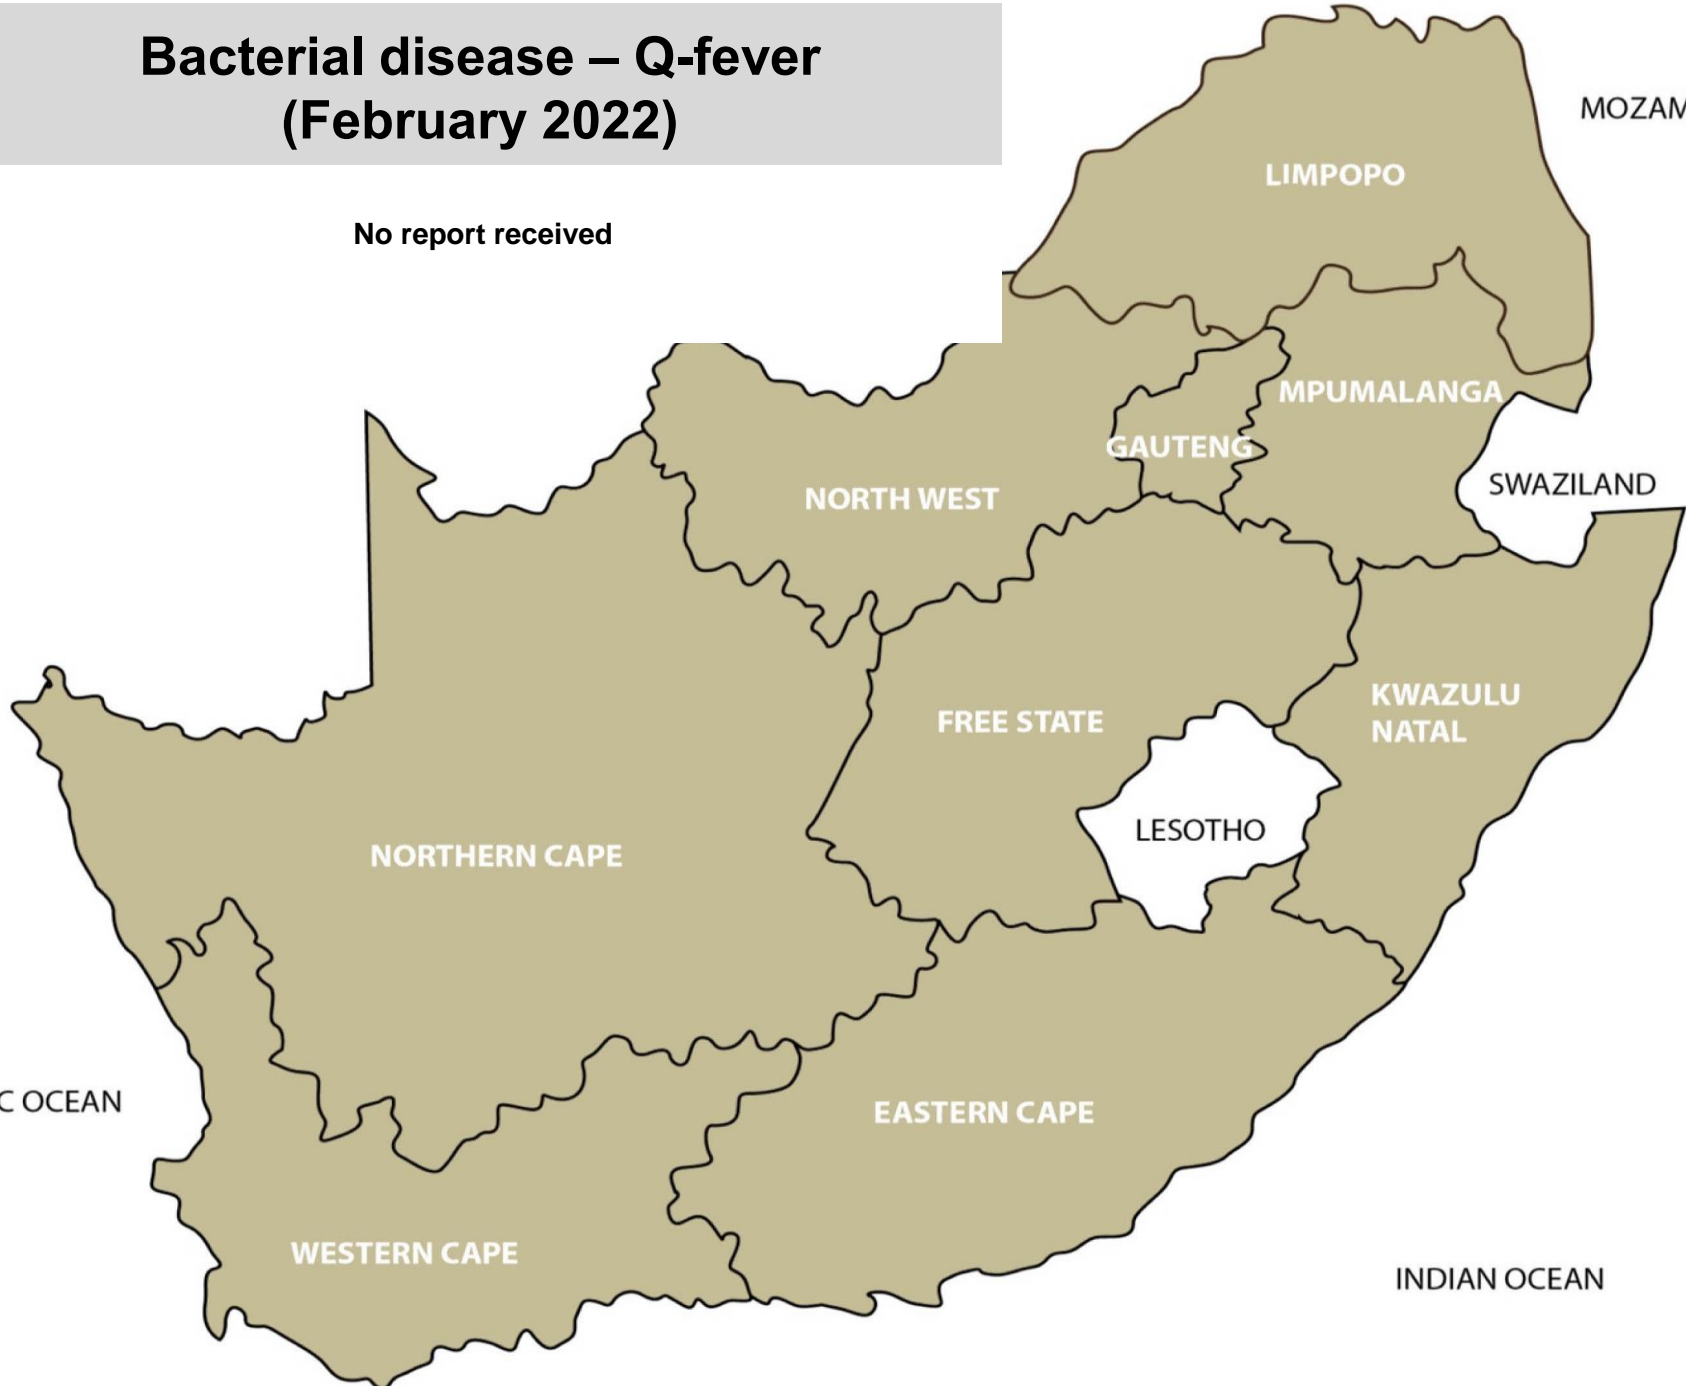 Bacterial disease – Q-fever
(February 2022)
No report received
MOZAM
LIMPOPO
MPUMALANGA
GAUTENG
SWAZILAND
NORTH WEST
KWAZULU
NATAL
FREE STATE
LESOTHO
NORTHERN CAPE
C OCEAN
EASTERN CAPE
WESTERN CAPE
INDIAN OCEAN